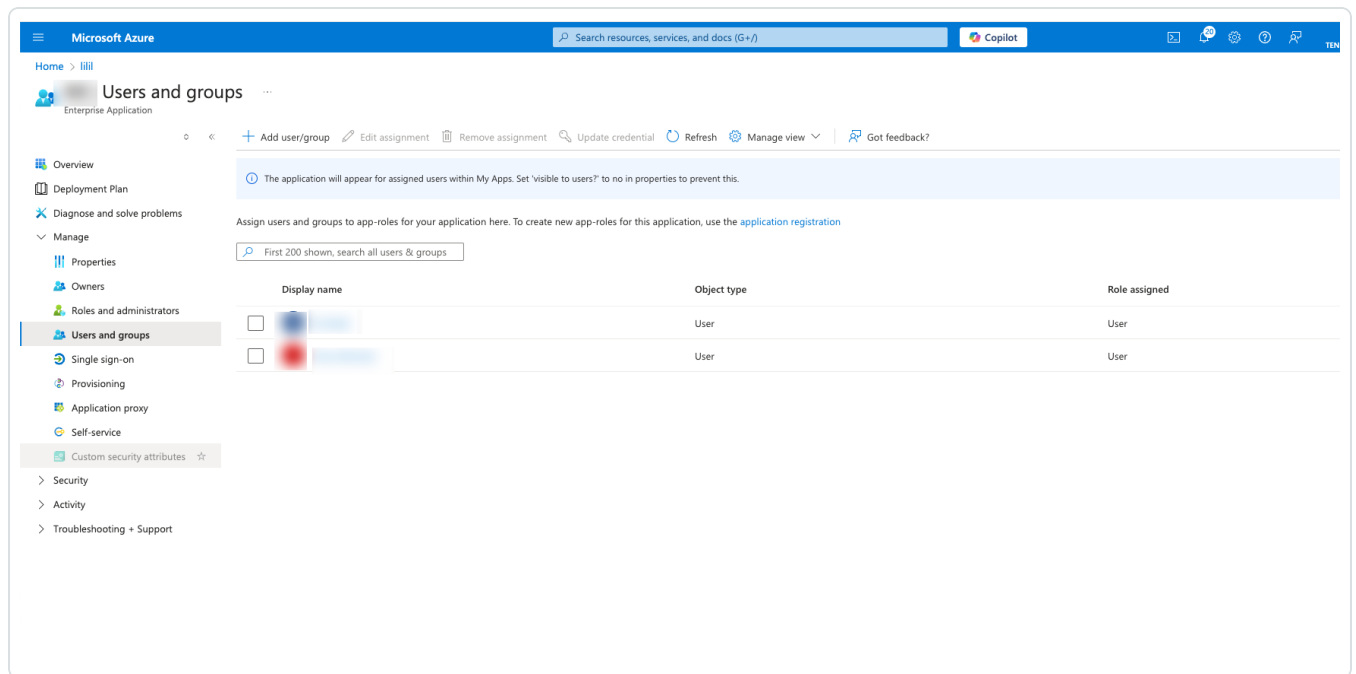 Microsoft Azure
Search resources, services, and docs (G+/)
Copilot
20
TEN
Home > lilil
Users and groups ...
Enterprise Application
Add user/group
Edit assignment
Remove assignment
Update credential
Refresh
Manage view
Got feedback?
Overview
Deployment Plan
Diagnose and solve problems
Manage
Properties
Owners
Roles and administrators
Users and groups
Single sign-on
Provisioning
Application proxy
Self-service
Custom security attributes
Security
Activity
Troubleshooting + Support
The application will appear for assigned users within My Apps. Set 'visible to users?' to no in properties to prevent this.
Assign users and groups to app-roles for your application here. To create new app-roles for this application, use the application registration
First 200 shown, search all users & groups
Display name Object type Role assigned
User User
User User